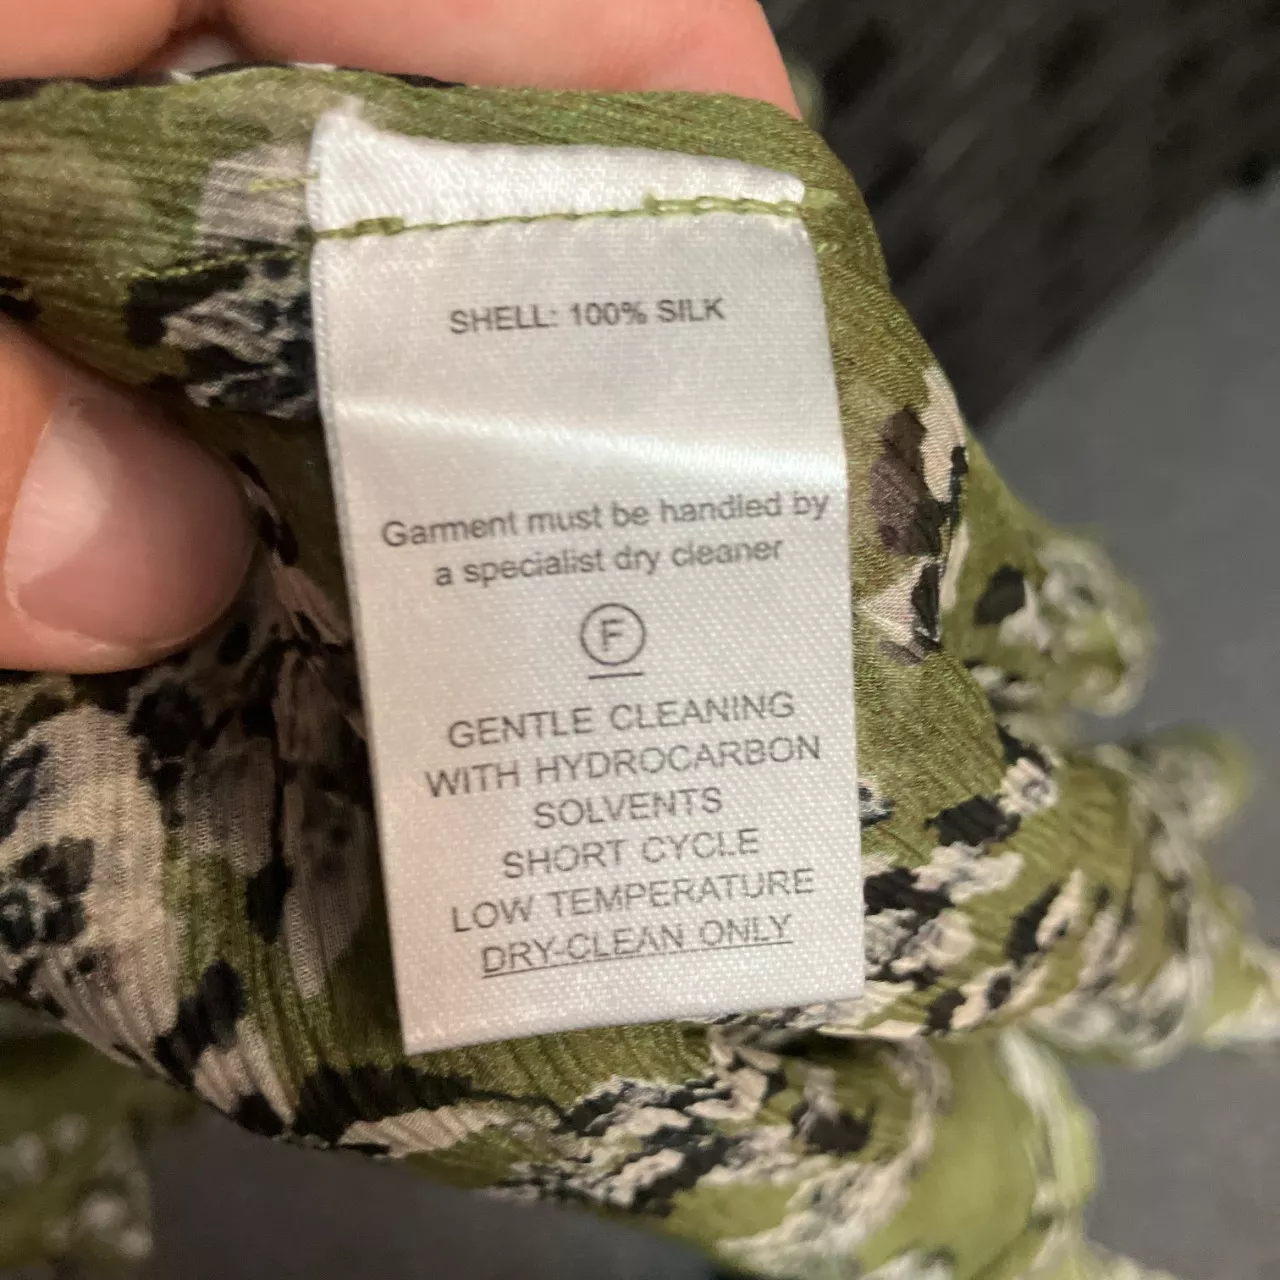 SHELL: 100% SILK
Garment must be handled by
a specialist dry cleaner
F
GENTLE CLEANING
WITH HYDROCARBON
SOLVENTS
SHORT CYCLE
LOW TEMPERATURE
DRY-CLEAN ONLY